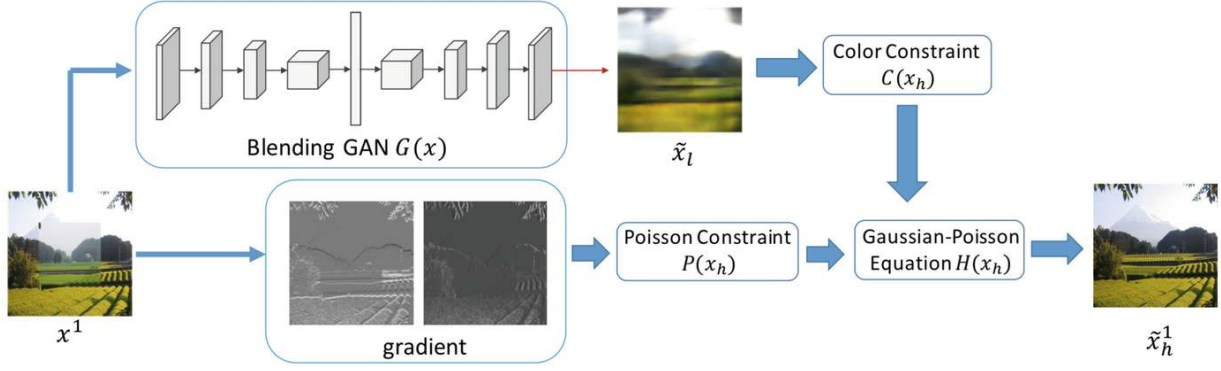 Blending GAN G(x)
x̃_l
Color Constraint
C(x_h)
x^1
gradient
Poisson Constraint
P(x_h)
Gaussian-Poisson
Equation H(x_h)
x̃_h^1